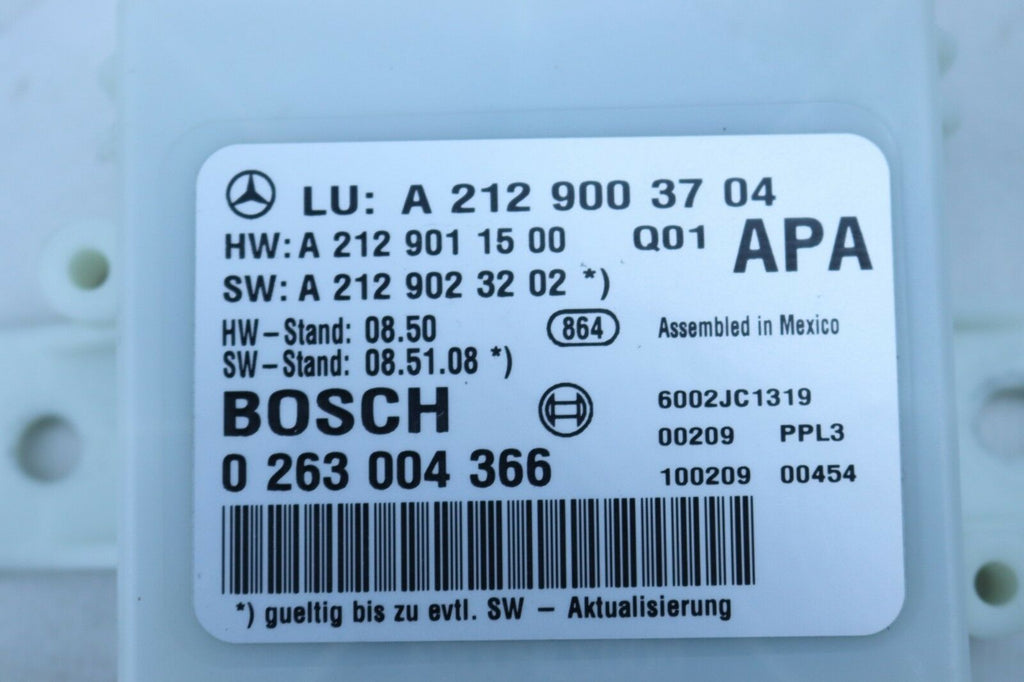 LU: A 212 900 37 04
HW: A 212 901 15 00 Q01 APA
SW: A 212 902 32 02 *)
HW-Stand: 08.50 864 Assembled in Mexico
SW-Stand: 08.51.08 *)
BOSCH 6002JC1319
00209 PPL3
0 263 004 366 100209 00454
*) gueltig bis zu evtl. SW - Aktualisierung